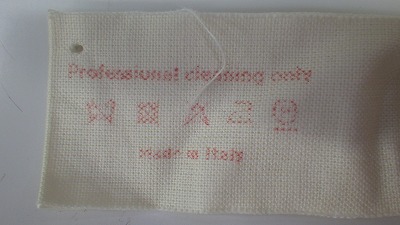 Professional cleaning only
Made in Italy